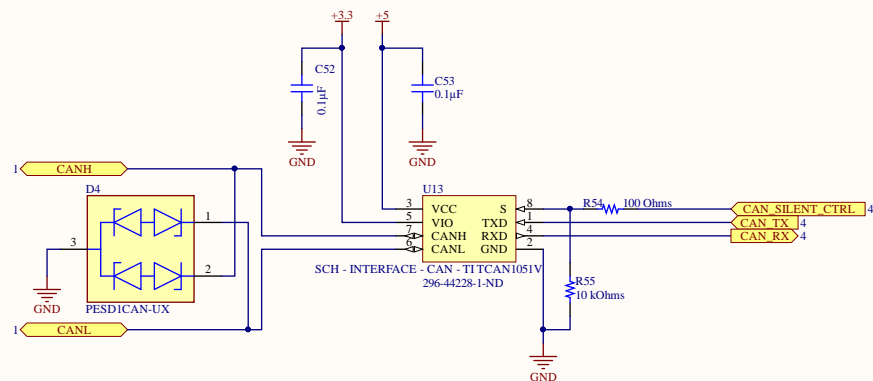 +3.3
+5
C52
0.1µF
C53
0.1µF
GND
GND
1 CANH
D4
1
2
3
GND
PESD1CAN-UX
1 CANL
U13
3 VCC S 8
5 VIO TXD 1
7 CANH RXD 4
6 CANL GND 2
SCH - INTERFACE - CAN - TI TCAN1051V
296-44228-1-ND
R54 100 Ohms
CAN_SILENT_CTRL 4
CAN_TX 4
CAN_RX 4
R55
10 kOhms
GND